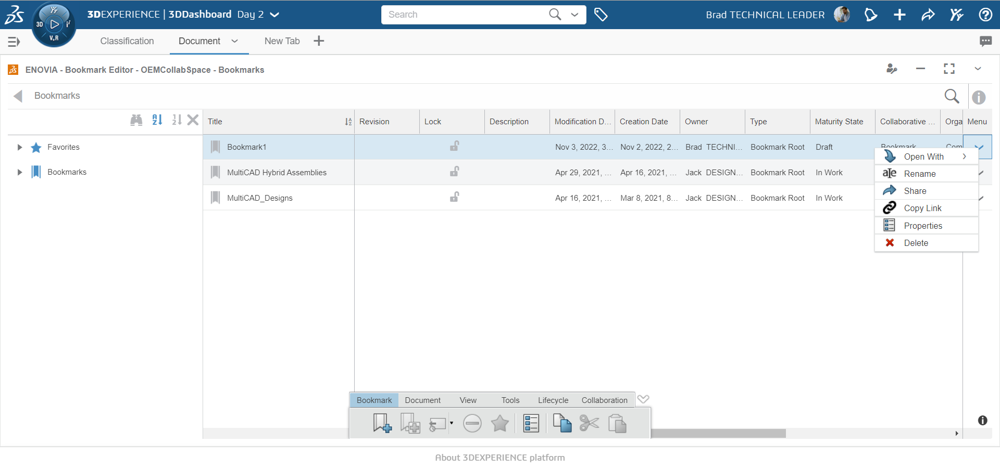 3DEXPERIENCE | 3DDashboard Day 2
Search
Brad TECHNICAL LEADER
3D
V.R
Classification
Document
New Tab
ENOVIA - Bookmark Editor - OEMCollabSpace - Bookmarks
Bookmarks
Title Revision Lock Description Modification D... Creation Date Owner Type Maturity State Collaborative ... Orga Menu
Favorites
Bookmarks
Bookmark1 Nov 3, 2022, 3... Nov 2, 2022, 2... Brad TECHNI... Bookmark Root Draft Bookmark Com
MultiCAD Hybrid Assemblies Apr 29, 2021, ... Apr 16, 2021, ... Jack DESIGN... Bookmark Root In Work
MultiCAD_Designs Apr 16, 2021, ... Mar 8, 2021, 8... Jack DESIGN... Bookmark Root In Work
Open With
Rename
Share
Copy Link
Properties
Delete
Bookmark Document View Tools Lifecycle Collaboration
About 3DEXPERIENCE platform